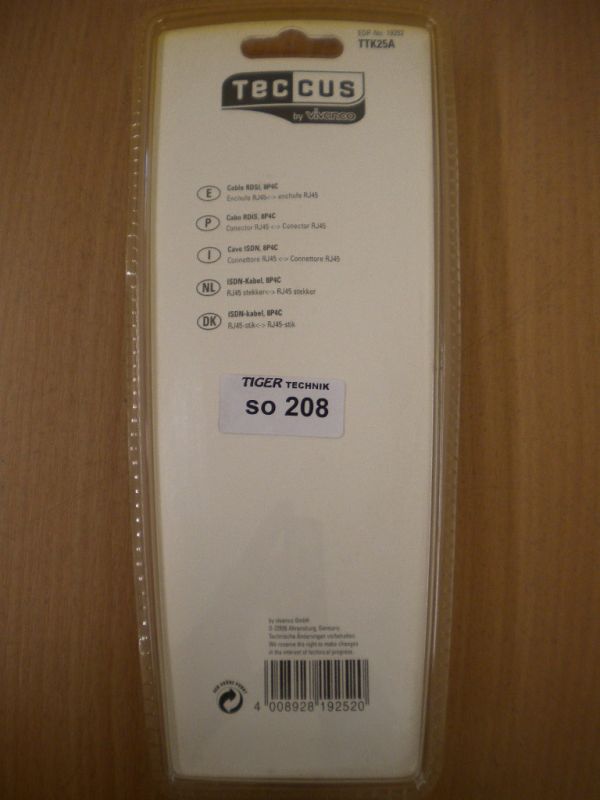 EDP-No. 19252
TTK25A
Teccus
by vivanco
E
Cable RDSI, 8P4C
Enchufe RJ45<-> enchufe RJ45
P
Cabo RDIS, 8P4C
Conector RJ45 <-> Conector RJ45
I
Cavo ISDN, 8P4C
Connettore RJ45 <-> Connettore RJ45
NL
ISDN-Kabel, 8P4C
RJ45 stekker<-> RJ45 stekker
DK
ISDN-kabel, 8P4C
RJ45-stik<-> RJ45-stik
TIGER TECHNIK
so 208
by vivanco GmbH
Ahrensburg, Germany
Technische Änderungen vorbehalten.
We reserve the right to make changes
in the interest of technical progress.
4 008928 192520